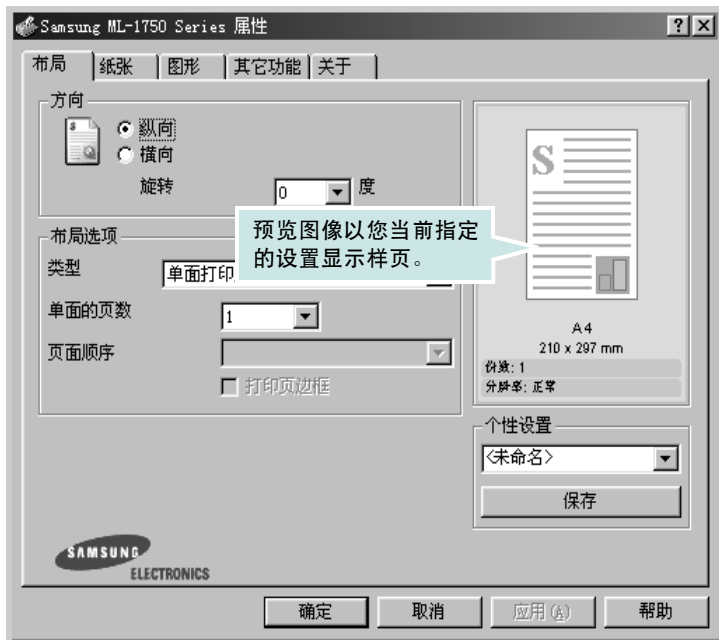 Samsung ML-1750 Series 属性
布局 纸张 图形 其它功能 关于
方向
纵向
横向
旋转 0 度
布局选项
类型 单面打印
单面的页数 1
页面顺序
打印页边框
预览图像以您当前指定
的设置显示样页。
S
A4
210 x 297 mm
份数: 1
分辨率: 正常
个性设置
<未命名>
保存
SAMSUNG
ELECTRONICS
确定 取消 应用(A) 帮助